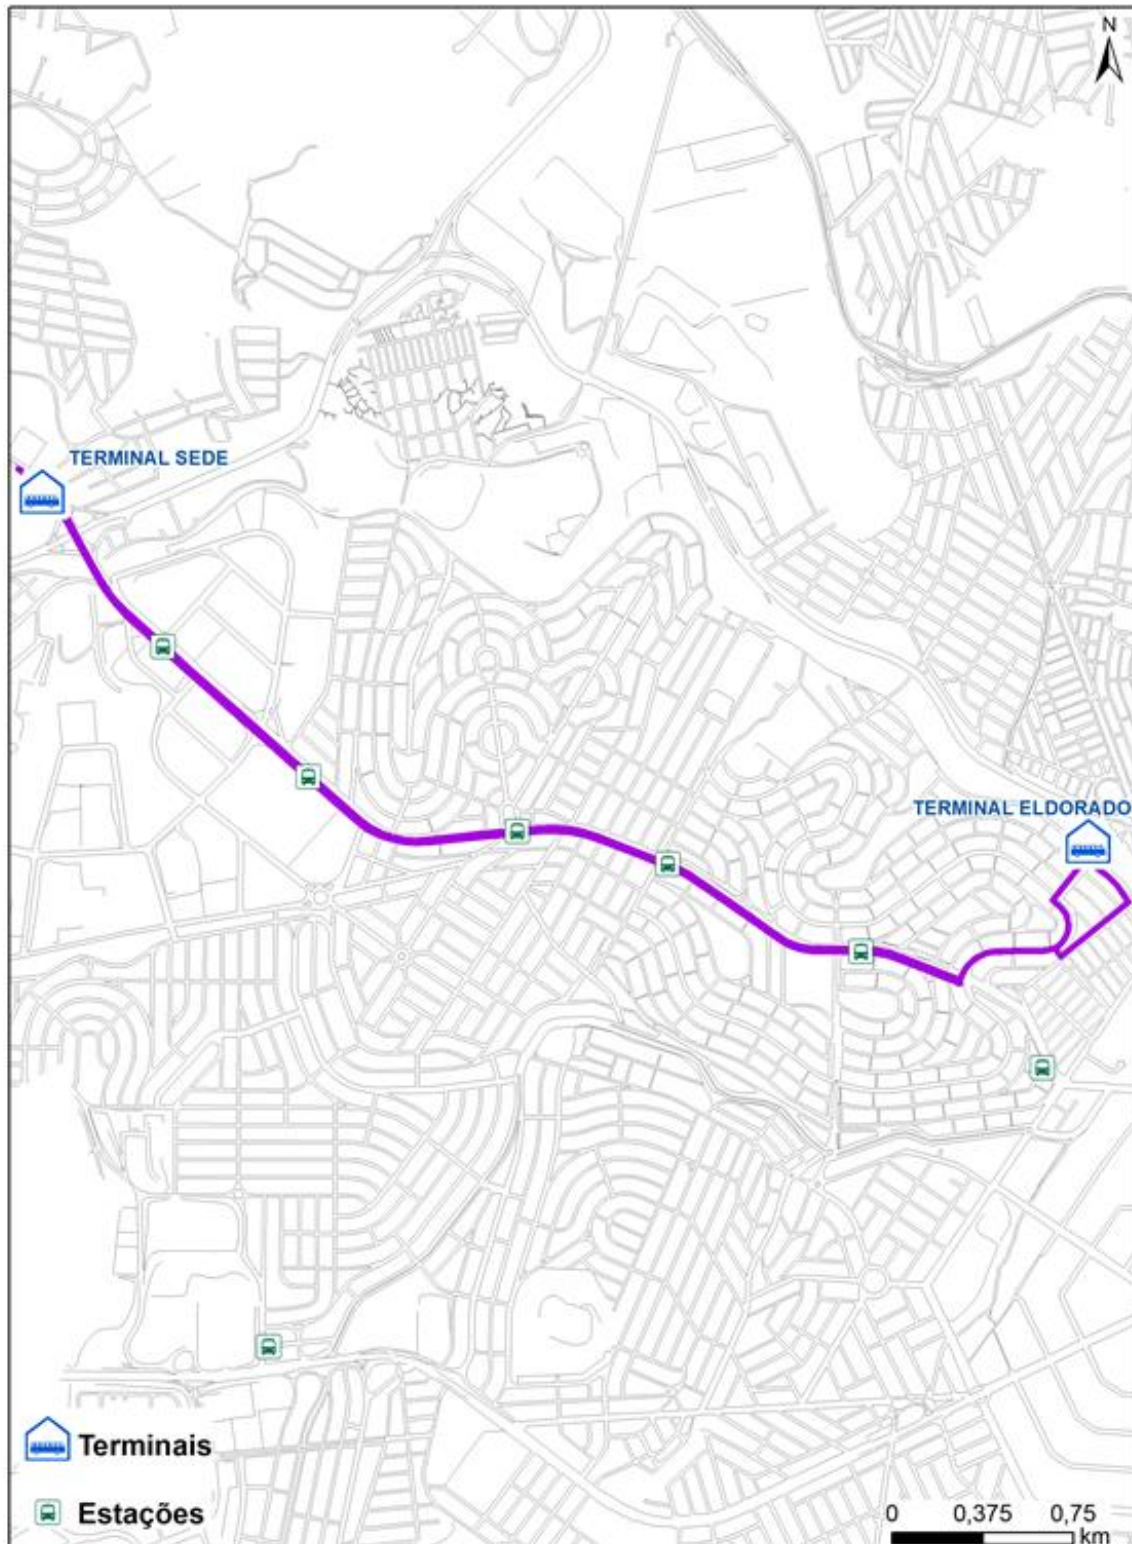 N
TERMINAL SEDE
TERMINAL ELDORADO
Terminais
Estações
0 0,375 0,75
km